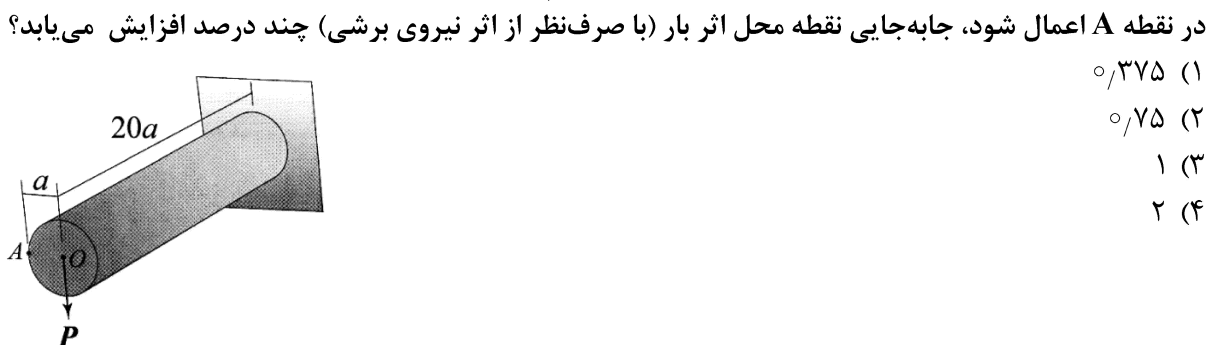 در نقطه A اعمال شود، جابه‌جایی نقطه محل اثر بار (با صرف‌نظر از اثر نیروی برشی) چند درصد افزایش می‌یابد؟
۱) ۰٫۳۷۵
۲) ۰٫۷۵
۳) ۱
۴) ۲
20a
a
A
O
P